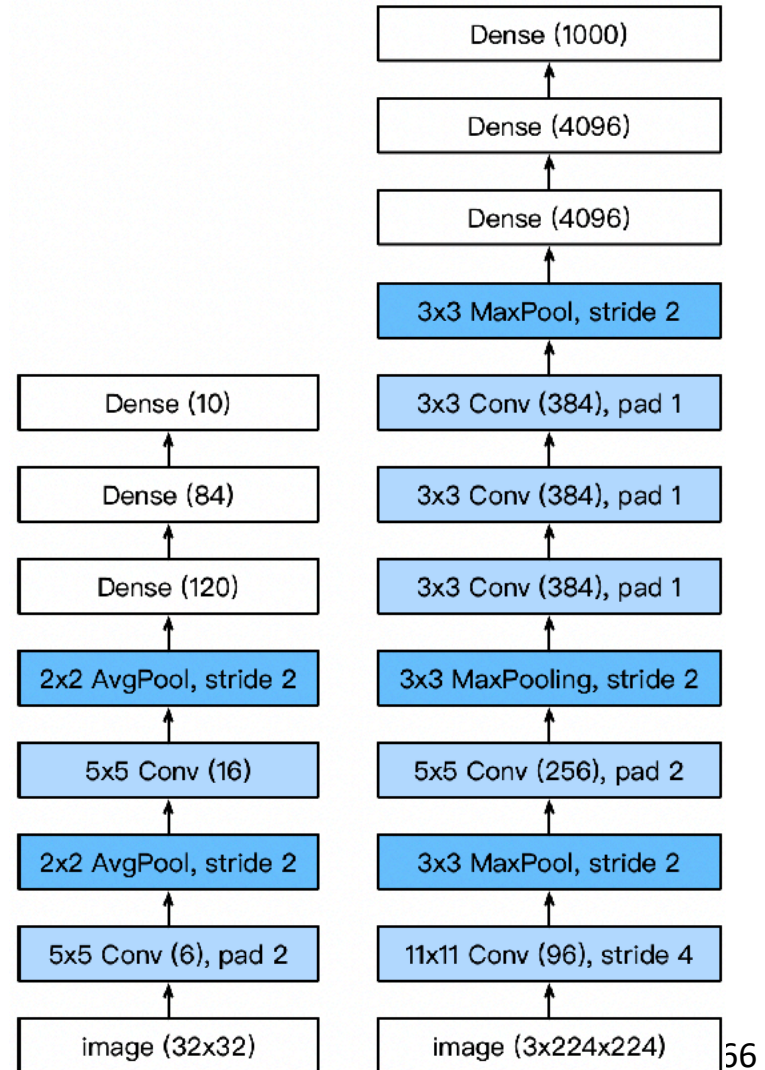 Dense (1000)
Dense (4096)
Dense (4096)
3x3 MaxPool, stride 2
3x3 Conv (384), pad 1
3x3 Conv (384), pad 1
3x3 Conv (384), pad 1
3x3 MaxPooling, stride 2
5x5 Conv (256), pad 2
3x3 MaxPool, stride 2
11x11 Conv (96), stride 4
image (3x224x224)
Dense (10)
Dense (84)
Dense (120)
2x2 AvgPool, stride 2
5x5 Conv (16)
2x2 AvgPool, stride 2
5x5 Conv (6), pad 2
image (32x32)
66